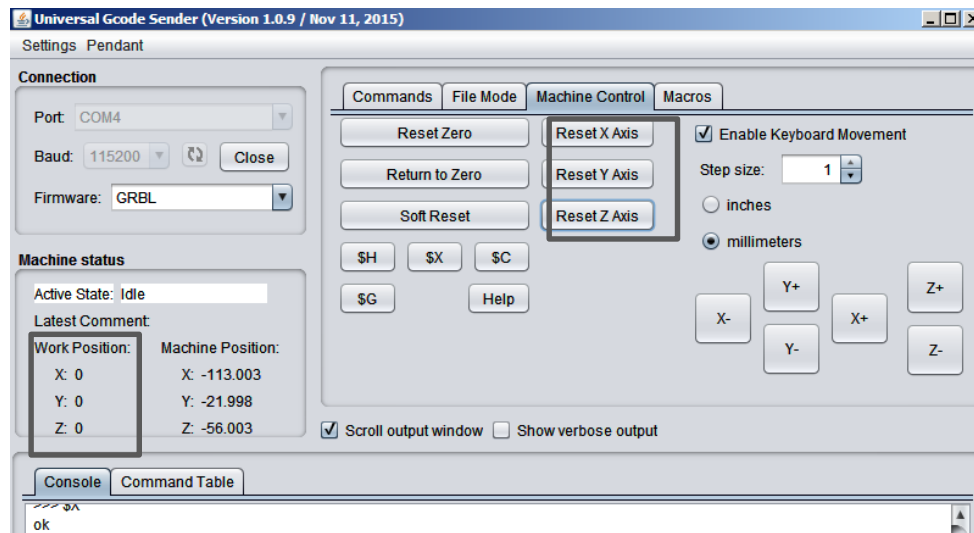 Universal Gcode Sender (Version 1.0.9 / Nov 11, 2015)
Settings Pendant
Connection
Port: COM4
Baud: 115200 Close
Firmware: GRBL
Machine status
Active State: Idle
Latest Comment:
Work Position: Machine Position:
X: 0 X: -113.003
Y: 0 Y: -21.998
Z: 0 Z: -56.003
Commands File Mode Machine Control Macros
Reset Zero Reset X Axis
Return to Zero Reset Y Axis
Soft Reset Reset Z Axis
$H $X $C
$G Help
Enable Keyboard Movement
Step size: 1
inches
millimeters
Y+ Z+
X- X+
Y- Z-
Scroll output window Show verbose output
Console Command Table
>>> $X
ok